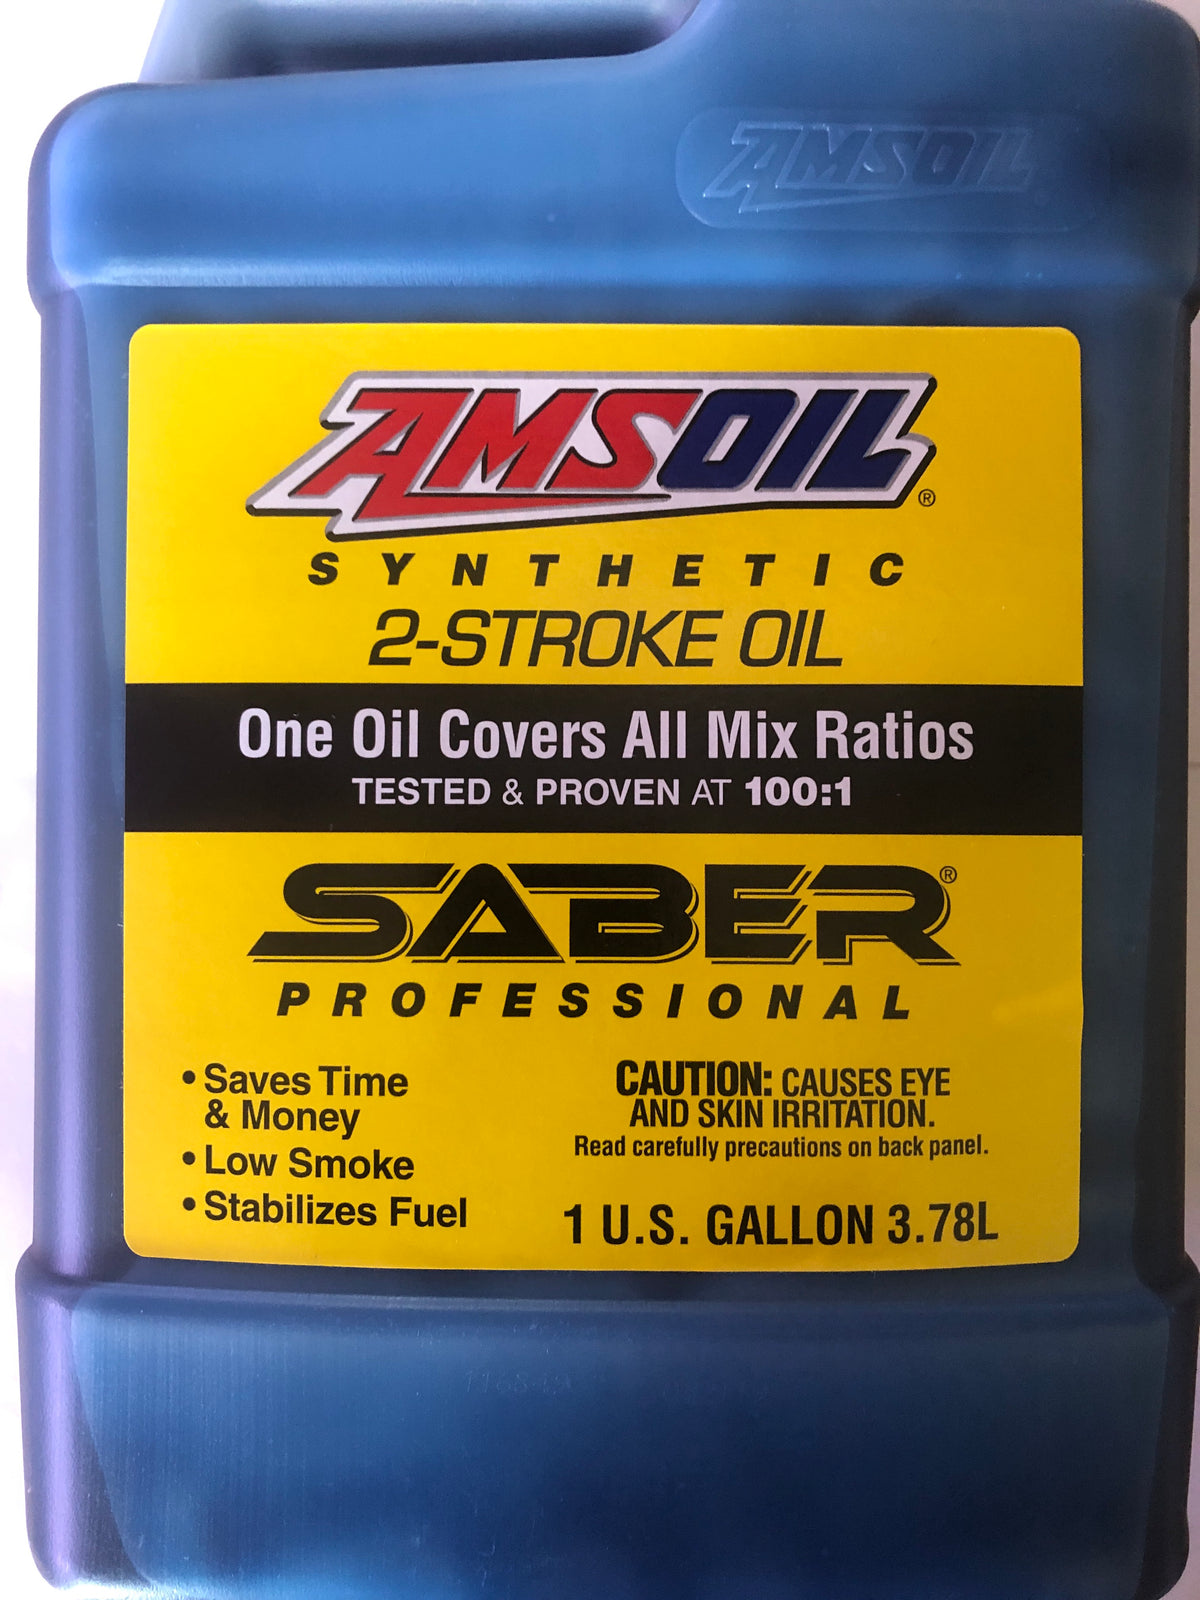 AMSOIL
AMSOIL®
SYNTHETIC
2-STROKE OIL
One Oil Covers All Mix Ratios
TESTED & PROVEN AT 100:1
SABER®
PROFESSIONAL
• Saves Time
& Money
• Low Smoke
• Stabilizes Fuel
CAUTION: CAUSES EYE
AND SKIN IRRITATION.
Read carefully precautions on back panel.
1 U.S. GALLON 3.78L